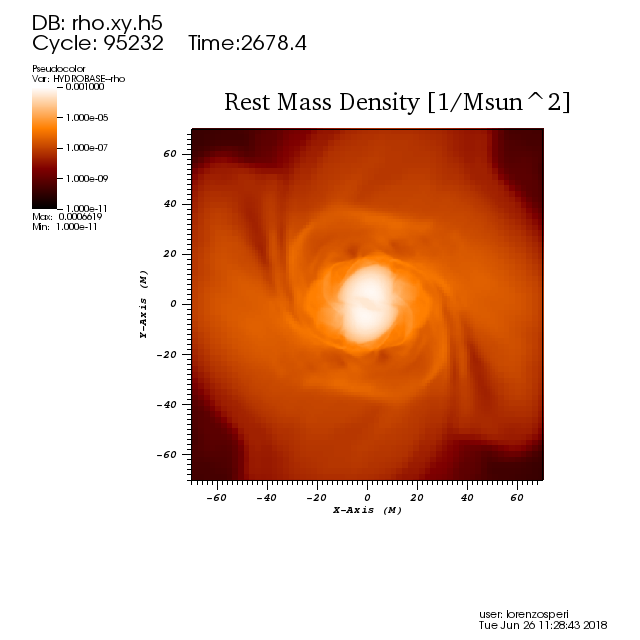 DB: rho.xy.h5
Cycle: 95232 Time:2678.4
Pseudocolor
Var: HYDROBASE--rho
0.001000
1.000e-05
1.000e-07
1.000e-09
1.000e-11
Max: 0.0006619
Min: 1.000e-11
Rest Mass Density [1/Msun^2]
60
40
20
0
-20
-40
-60
Y-Axis (M)
-60 -40 -20 0 20 40 60
X-Axis (M)
user: lorenzosperi
Tue Jun 26 11:28:43 2018